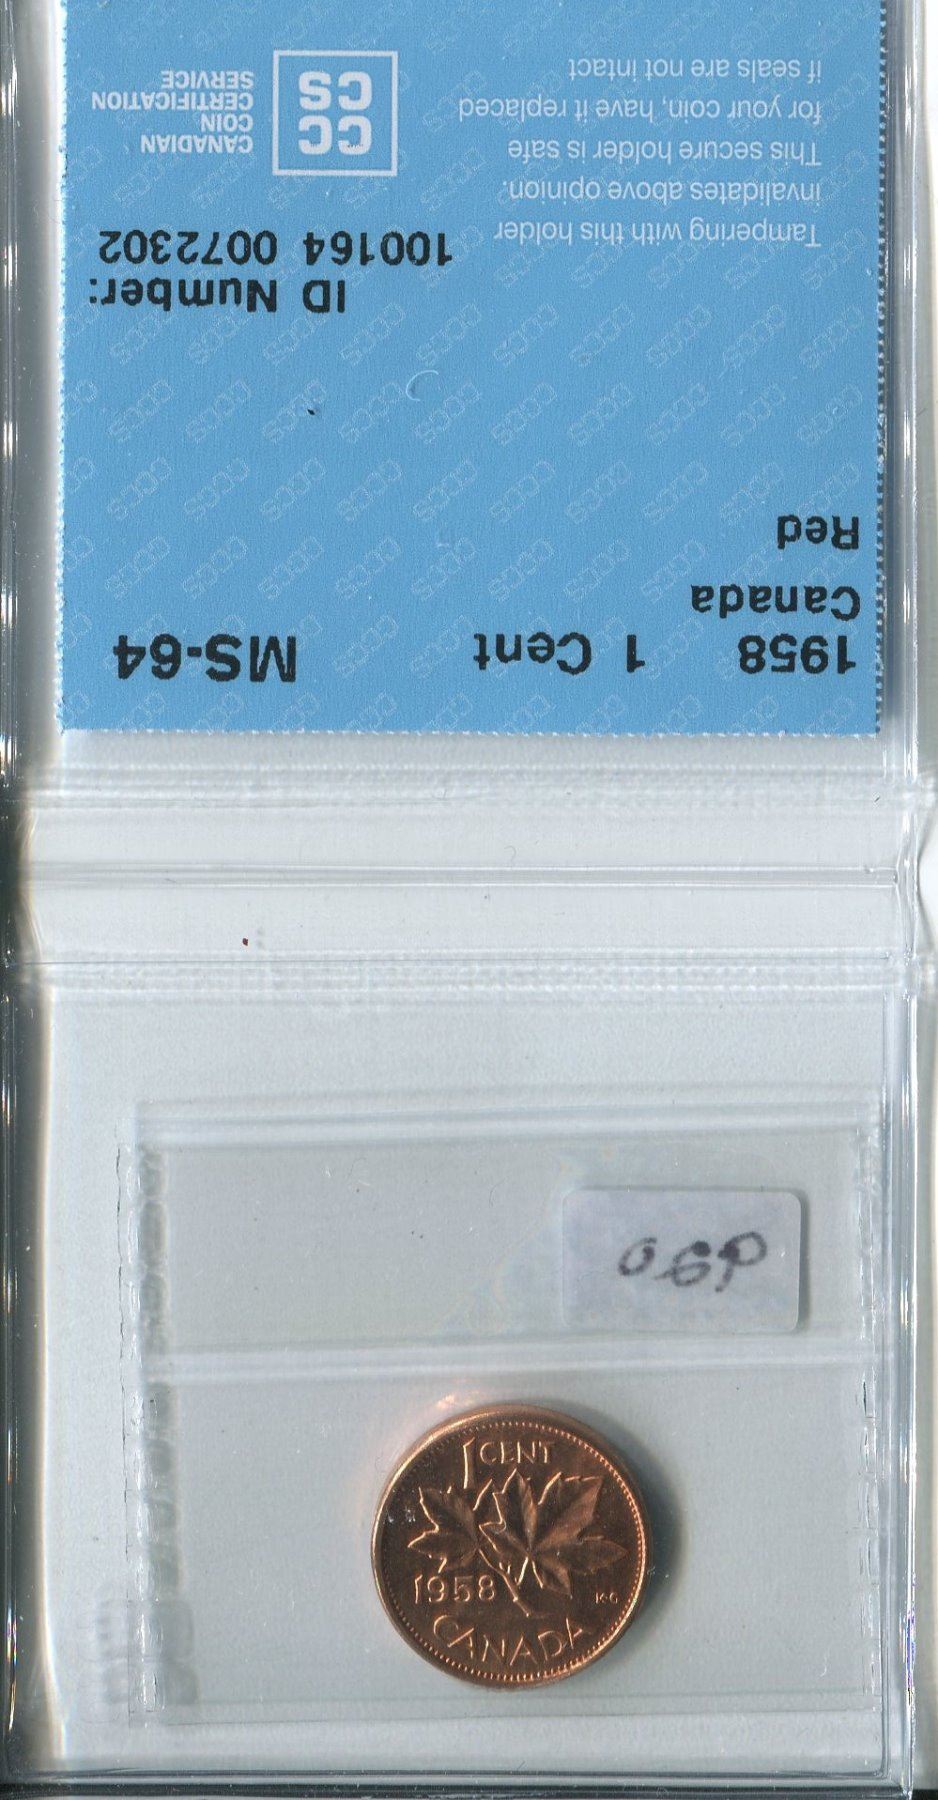 1958 1 Cent MS-64
Canada
Red
ID Number:
100164 0072302
Tampering with this holder
invalidates above opinion.
This secure holder is safe
for your coin, have it replaced
if seals are not intact
CC
CS
CANADIAN
COIN
CERTIFICATION
SERVICE
1 CENT
1958
K·G
CANADA